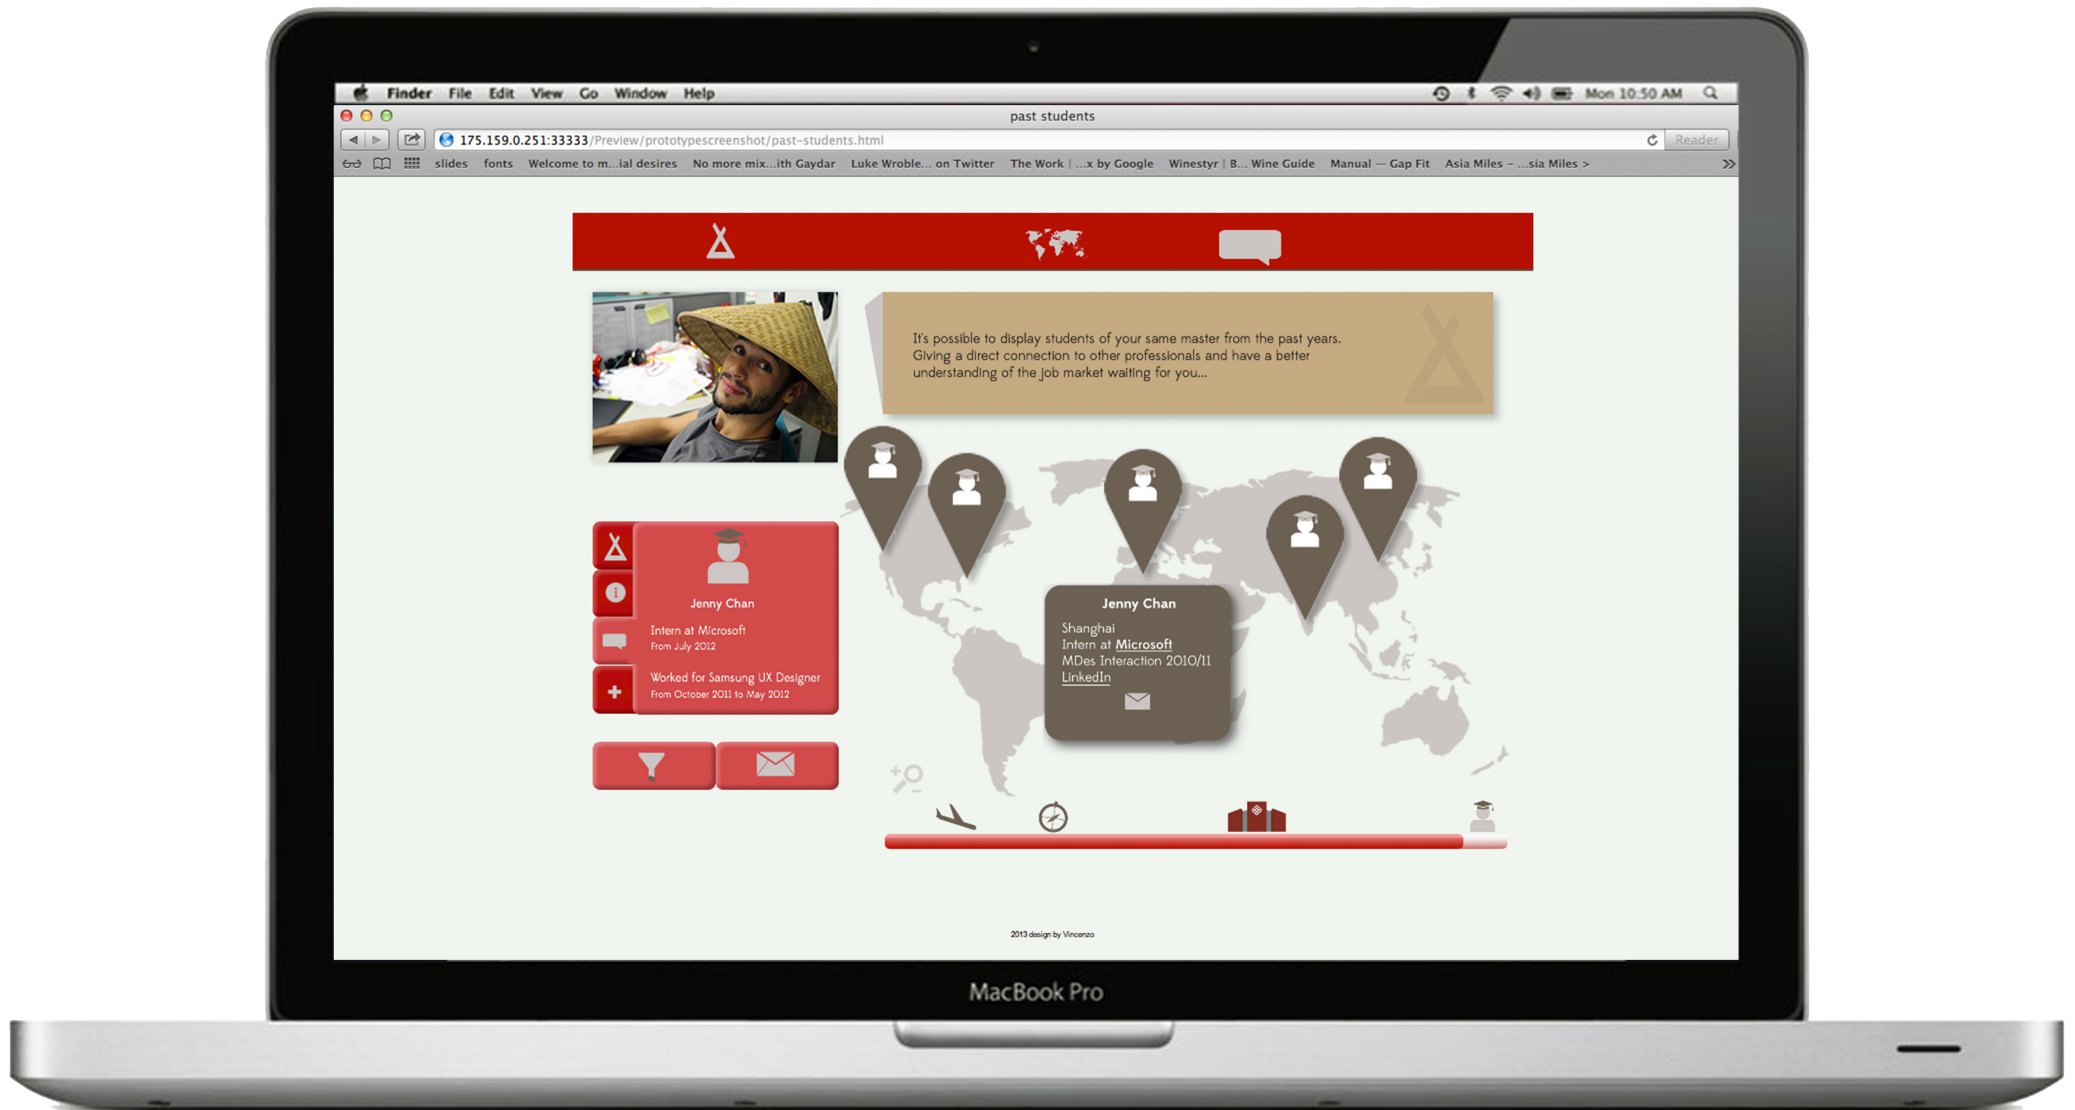 Finder File Edit View Go Window Help
Mon 10:50 AM
past students
175.159.0.251:33333/Preview/prototypescreenshot/past-students.html
Reader
slides fonts Welcome to m...ial desires No more mix...ith Gaydar Luke Wroble... on Twitter The Work | ...x by Google Winestyr | B... Wine Guide Manual — Gap Fit Asia Miles – ...sia Miles >
It's possible to display students of your same master from the past years.
Giving a direct connection to other professionals and have a better
understanding of the job market waiting for you...
Jenny Chan
Intern at Microsoft
From July 2012
Worked for Samsung UX Designer
From October 2011 to May 2012
Jenny Chan
Shanghai
Intern at Microsoft
MDes Interaction 2010/11
LinkedIn
2013 design by Vincenzo
MacBook Pro